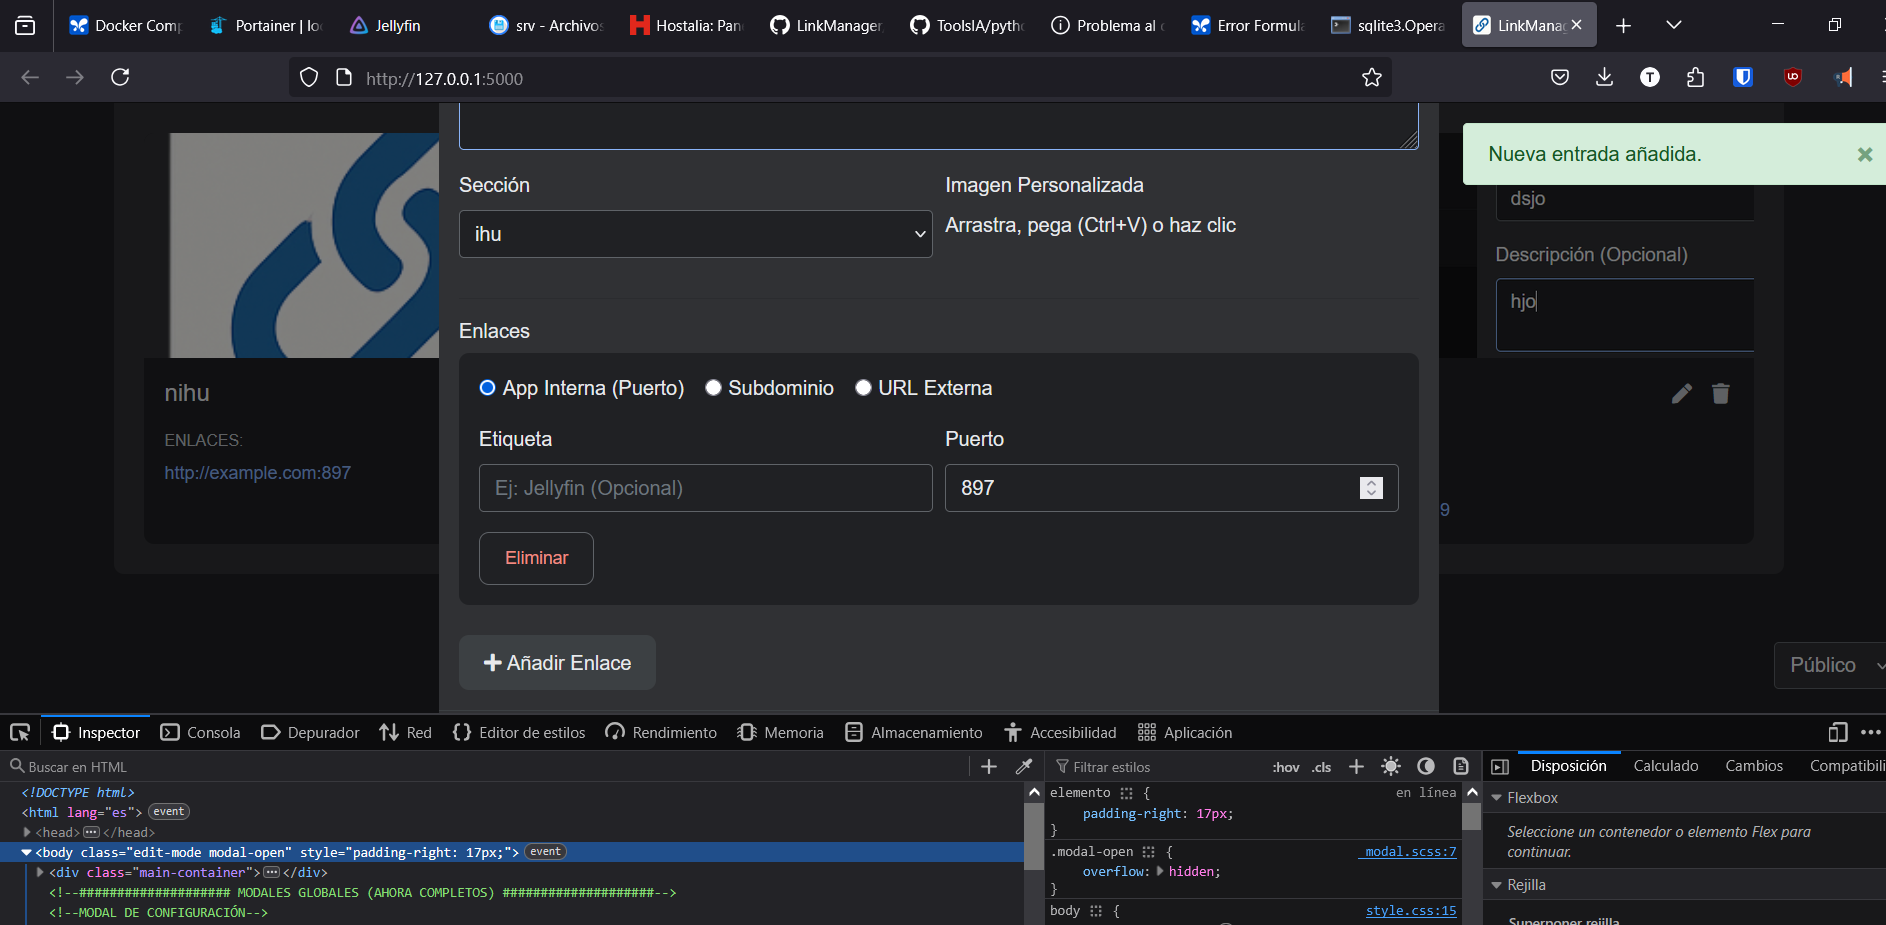 Docker Comp
Portainer | lo
Jellyfin
srv - Archivos
Hostalia: Pan
LinkManager
ToolsIA/pytho
Problema al c
Error Formula
sqlite3.Opera
LinkManag
http://127.0.0.1:5000
Nueva entrada añadida.
dsjo
Descripción (Opcional)
hjo
nihu
ENLACES:
http://example.com:897
Sección
Imagen Personalizada
ihu
Arrastra, pega (Ctrl+V) o haz clic
Enlaces
App Interna (Puerto) Subdominio URL Externa
Etiqueta
Puerto
Ej: Jellyfin (Opcional)
897
Eliminar
Añadir Enlace
9
Público
Inspector Consola Depurador Red Editor de estilos Rendimiento Memoria Almacenamiento Accesibilidad Aplicación
Buscar en HTML
<!DOCTYPE html>
<html lang="es"> event
<head> ··· </head>
<body class="edit-mode modal-open" style="padding-right: 17px;"> event
<div class="main-container"> ··· </div>
<!--#################### MODALES GLOBALES (AHORA COMPLETOS) ####################-->
<!--MODAL DE CONFIGURACIÓN-->
Filtrar estilos
:hov .cls
elemento { en línea
padding-right: 17px;
}
.modal-open { _modal.scss:7
overflow: hidden;
}
body { style.css:15
Disposición Calculado Cambios Compatibili
Flexbox
Seleccione un contenedor o elemento Flex para
continuar.
Rejilla
Superponer rejilla